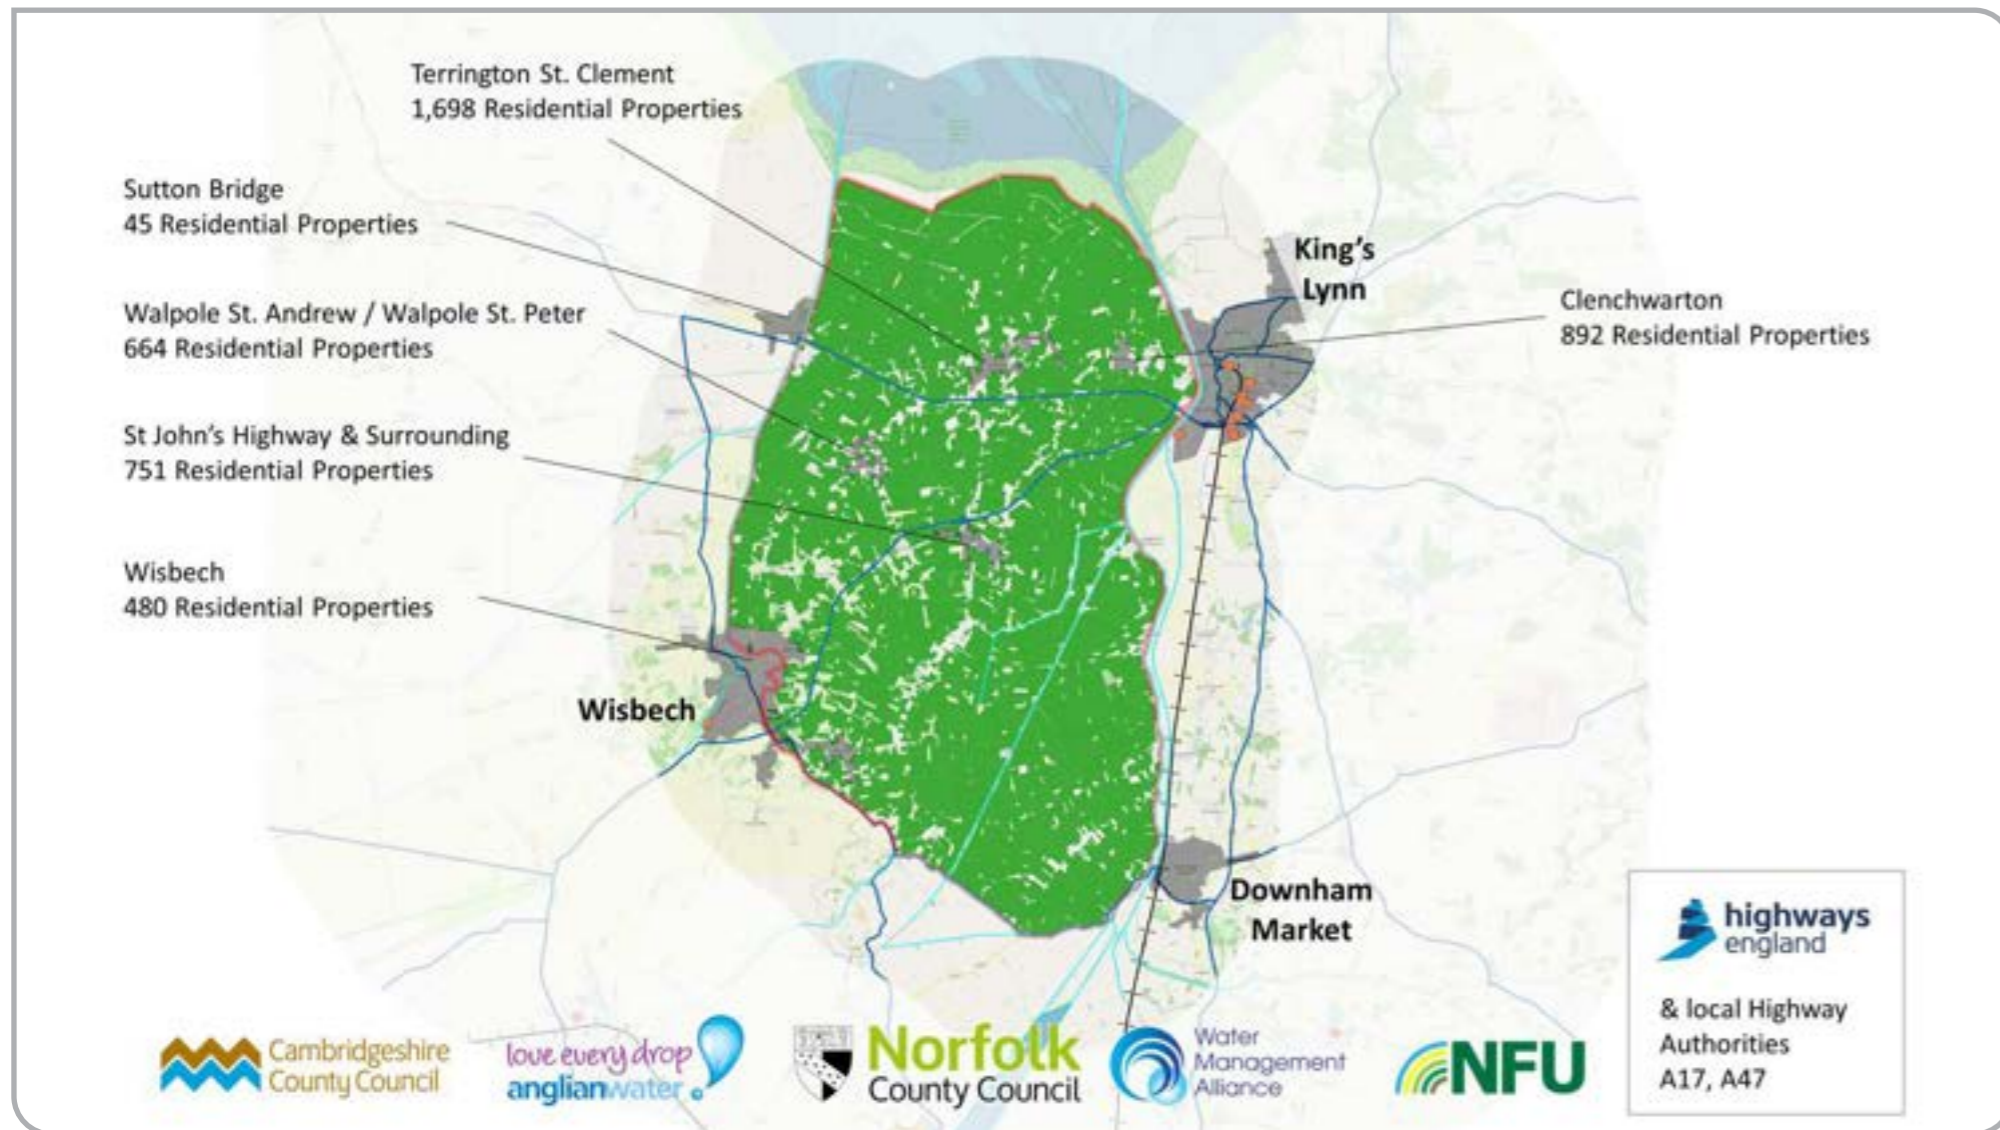 Terrington St. Clement
1,698 Residential Properties
Sutton Bridge
45 Residential Properties
Walpole St. Andrew / Walpole St. Peter
664 Residential Properties
St John's Highway & Surrounding
751 Residential Properties
Wisbech
480 Residential Properties
King's
Lynn
Clenchwarton
892 Residential Properties
Wisbech
Downham
Market
highways
england
& local Highway
Authorities
A17, A47
Cambridgeshire
County Council
love every drop
anglianwater
Norfolk
County Council
Water
Management
Alliance
NFU